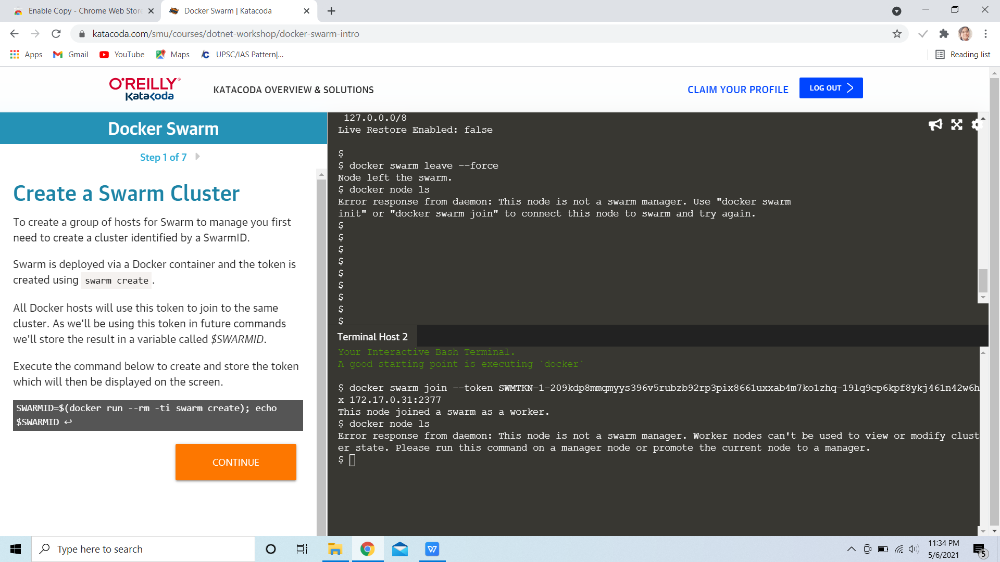 Enable Copy - Chrome Web Store
Docker Swarm | Katacoda
katacoda.com/smu/courses/dotnet-workshop/docker-swarm-intro
Apps
Gmail
YouTube
Maps
UPSC/IAS Pattern|...
Reading list
O'REILLY®
Katacoda
KATACODA OVERVIEW & SOLUTIONS
CLAIM YOUR PROFILE
LOG OUT
Docker Swarm
Step 1 of 7
Create a Swarm Cluster
To create a group of hosts for Swarm to manage you first
need to create a cluster identified by a SwarmID.
Swarm is deployed via a Docker container and the token is
created using swarm create .
All Docker hosts will use this token to join to the same
cluster. As we'll be using this token in future commands
we'll store the result in a variable called $SWARMID.
Execute the command below to create and store the token
which will then be displayed on the screen.
SWARMID=$(docker run --rm -ti swarm create); echo
$SWARMID ↩
CONTINUE
127.0.0.0/8
Live Restore Enabled: false
$
$ docker swarm leave --force
Node left the swarm.
$ docker node ls
Error response from daemon: This node is not a swarm manager. Use "docker swarm
init" or "docker swarm join" to connect this node to swarm and try again.
$
$
$
$
$
$
$
$
$
Terminal Host 2
Your Interactive Bash Terminal.
A good starting point is executing `docker`
$ docker swarm join --token SWMTKN-1-209kdp8mmqmyys396v5rubzb92rp3pix8661uxxab4m7ko1zhq-19lq9cp6kpf8ykj461n42w6h
x 172.17.0.31:2377
This node joined a swarm as a worker.
$ docker node ls
Error response from daemon: This node is not a swarm manager. Worker nodes can't be used to view or modify clust
er state. Please run this command on a manager node or promote the current node to a manager.
$
Type here to search
11:34 PM
5/6/2021
5